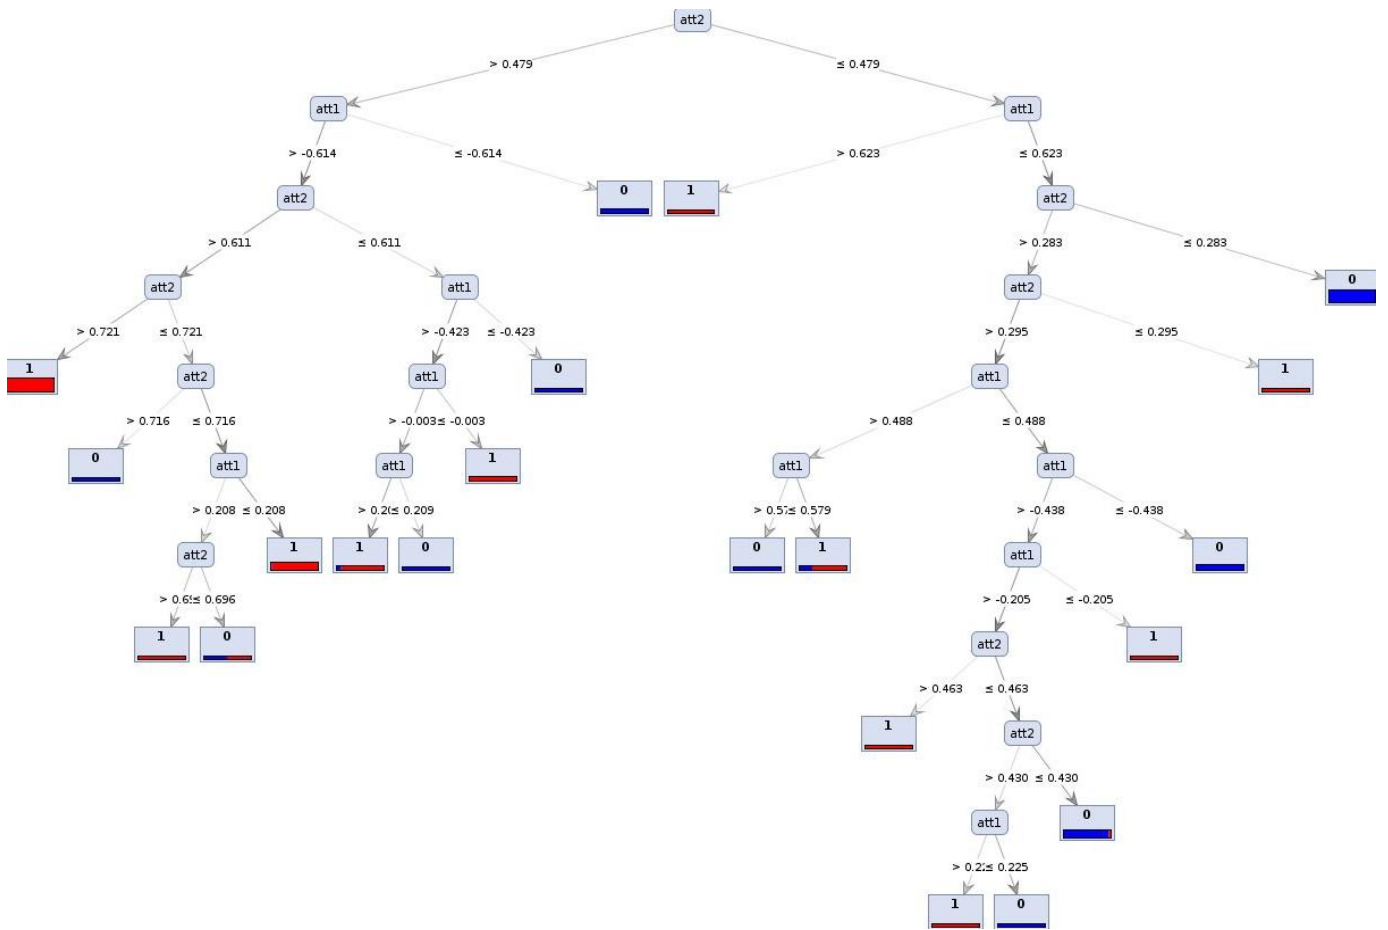 att2
> 0.479 ≤ 0.479
att1 att1
> -0.614 ≤ -0.614 > 0.623 ≤ 0.623
att2 0 1 att2
> 0.611 ≤ 0.611 > 0.283 ≤ 0.283
att2 att1 att2 0
> 0.721 ≤ 0.721 > -0.423 ≤ -0.423 > 0.295 ≤ 0.295
1 att2 att1 0 att1 1
> 0.716 ≤ 0.716 > -0.003 ≤ -0.003 > 0.488 ≤ 0.488
0 att1 att1 1 att1 att1
> 0.208 ≤ 0.208 ≤ 0.209 ≤ 0.579 > -0.438 ≤ -0.438
att2 1 1 0 0 1 att1 0
≤ 0.696 > -0.205 ≤ -0.205
1 0 att2 1
> 0.463 ≤ 0.463
1 att2
> 0.430 ≤ 0.430
att1 0
≤ 0.225
1 0